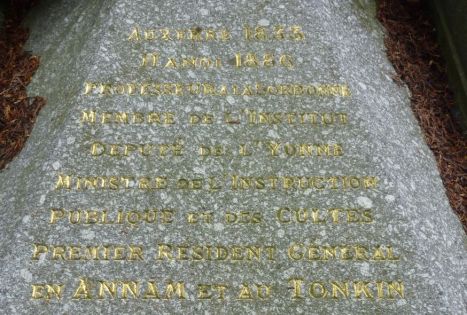 AUXERRE 1833
HANOÏ 1886
PROFESSEUR A LA SORBONNE
MEMBRE DE L'INSTITUT
DÉPUTÉ DE L'YONNE
MINISTRE DE L'INSTRUCTION
PUBLIQUE ET DES CULTES
PREMIER RÉSIDENT GÉNÉRAL
EN ANNAM ET AU TONKIN